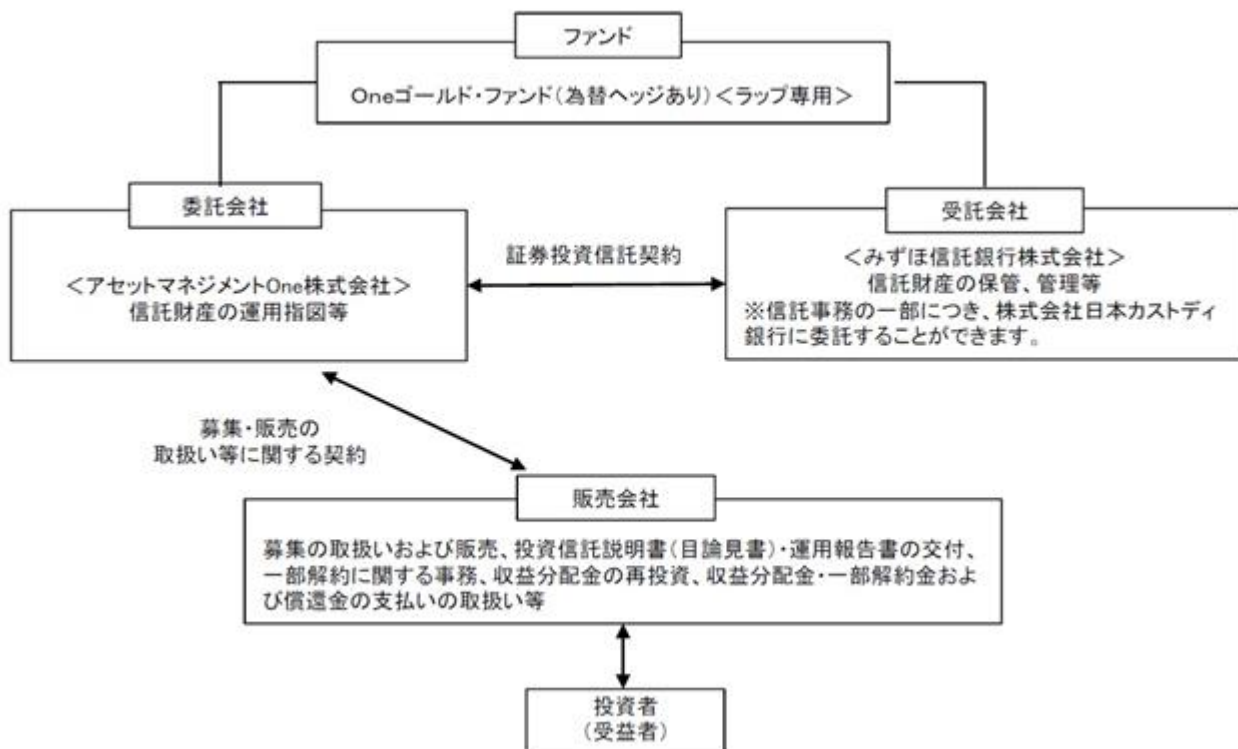 ファンド
Oneゴールド・ファンド(為替ヘッジあり)<ラップ専用>
委託会社
<アセットマネジメントOne株式会社>
信託財産の運用指図等
証券投資信託契約
受託会社
<みずほ信託銀行株式会社>
信託財産の保管、管理等
※信託事務の一部につき、株式会社日本カストディ
銀行に委託することができます。
募集・販売の
取扱い等に関する契約
販売会社
募集の取扱いおよび販売、投資信託説明書(目論見書)・運用報告書の交付、
一部解約に関する事務、収益分配金の再投資、収益分配金・一部解約金およ
び償還金の支払いの取扱い等
投資者
(受益者)